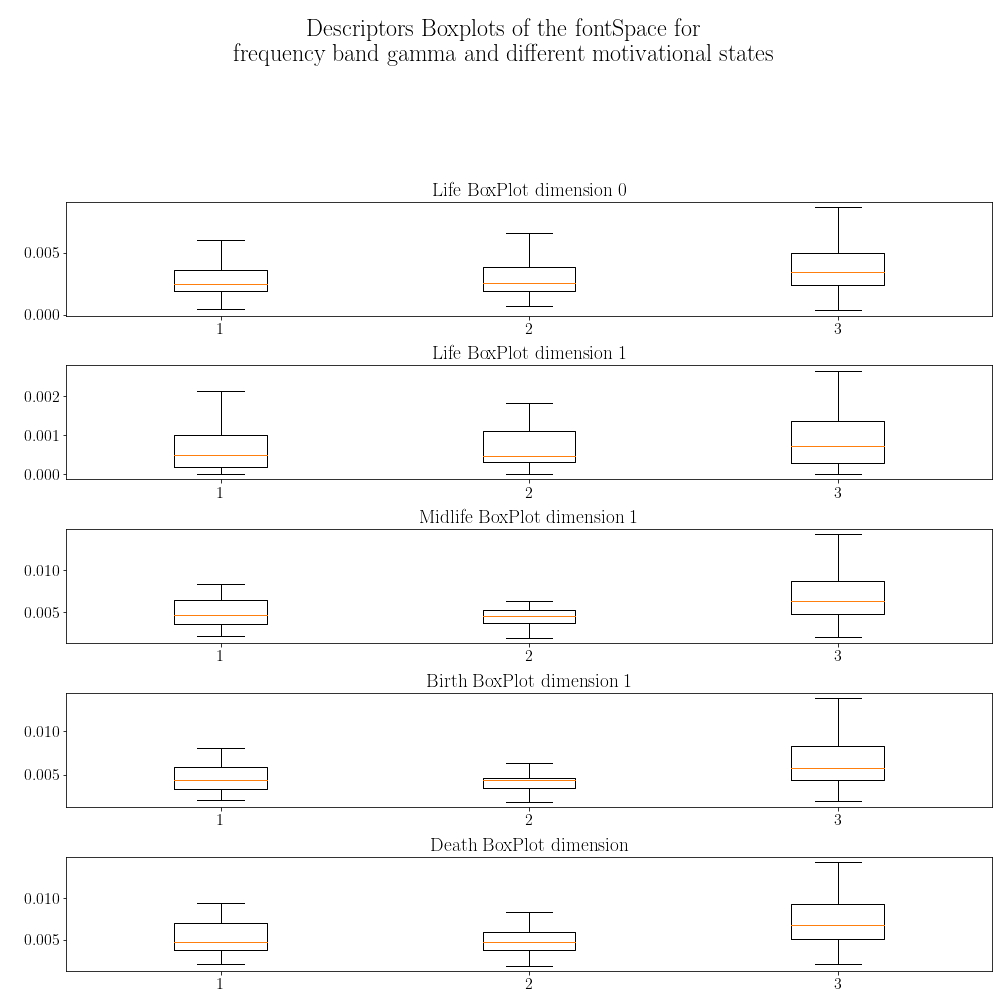 Descriptors Boxplots of the fontSpace for
frequency band gamma and different motivational states
Life BoxPlot dimension 0
0.005
0.000
1 2 3
Life BoxPlot dimension 1
0.002
0.001
0.000
1 2 3
Midlife BoxPlot dimension 1
0.010
0.005
1 2 3
Birth BoxPlot dimension 1
0.010
0.005
1 2 3
Death BoxPlot dimension
0.010
0.005
1 2 3